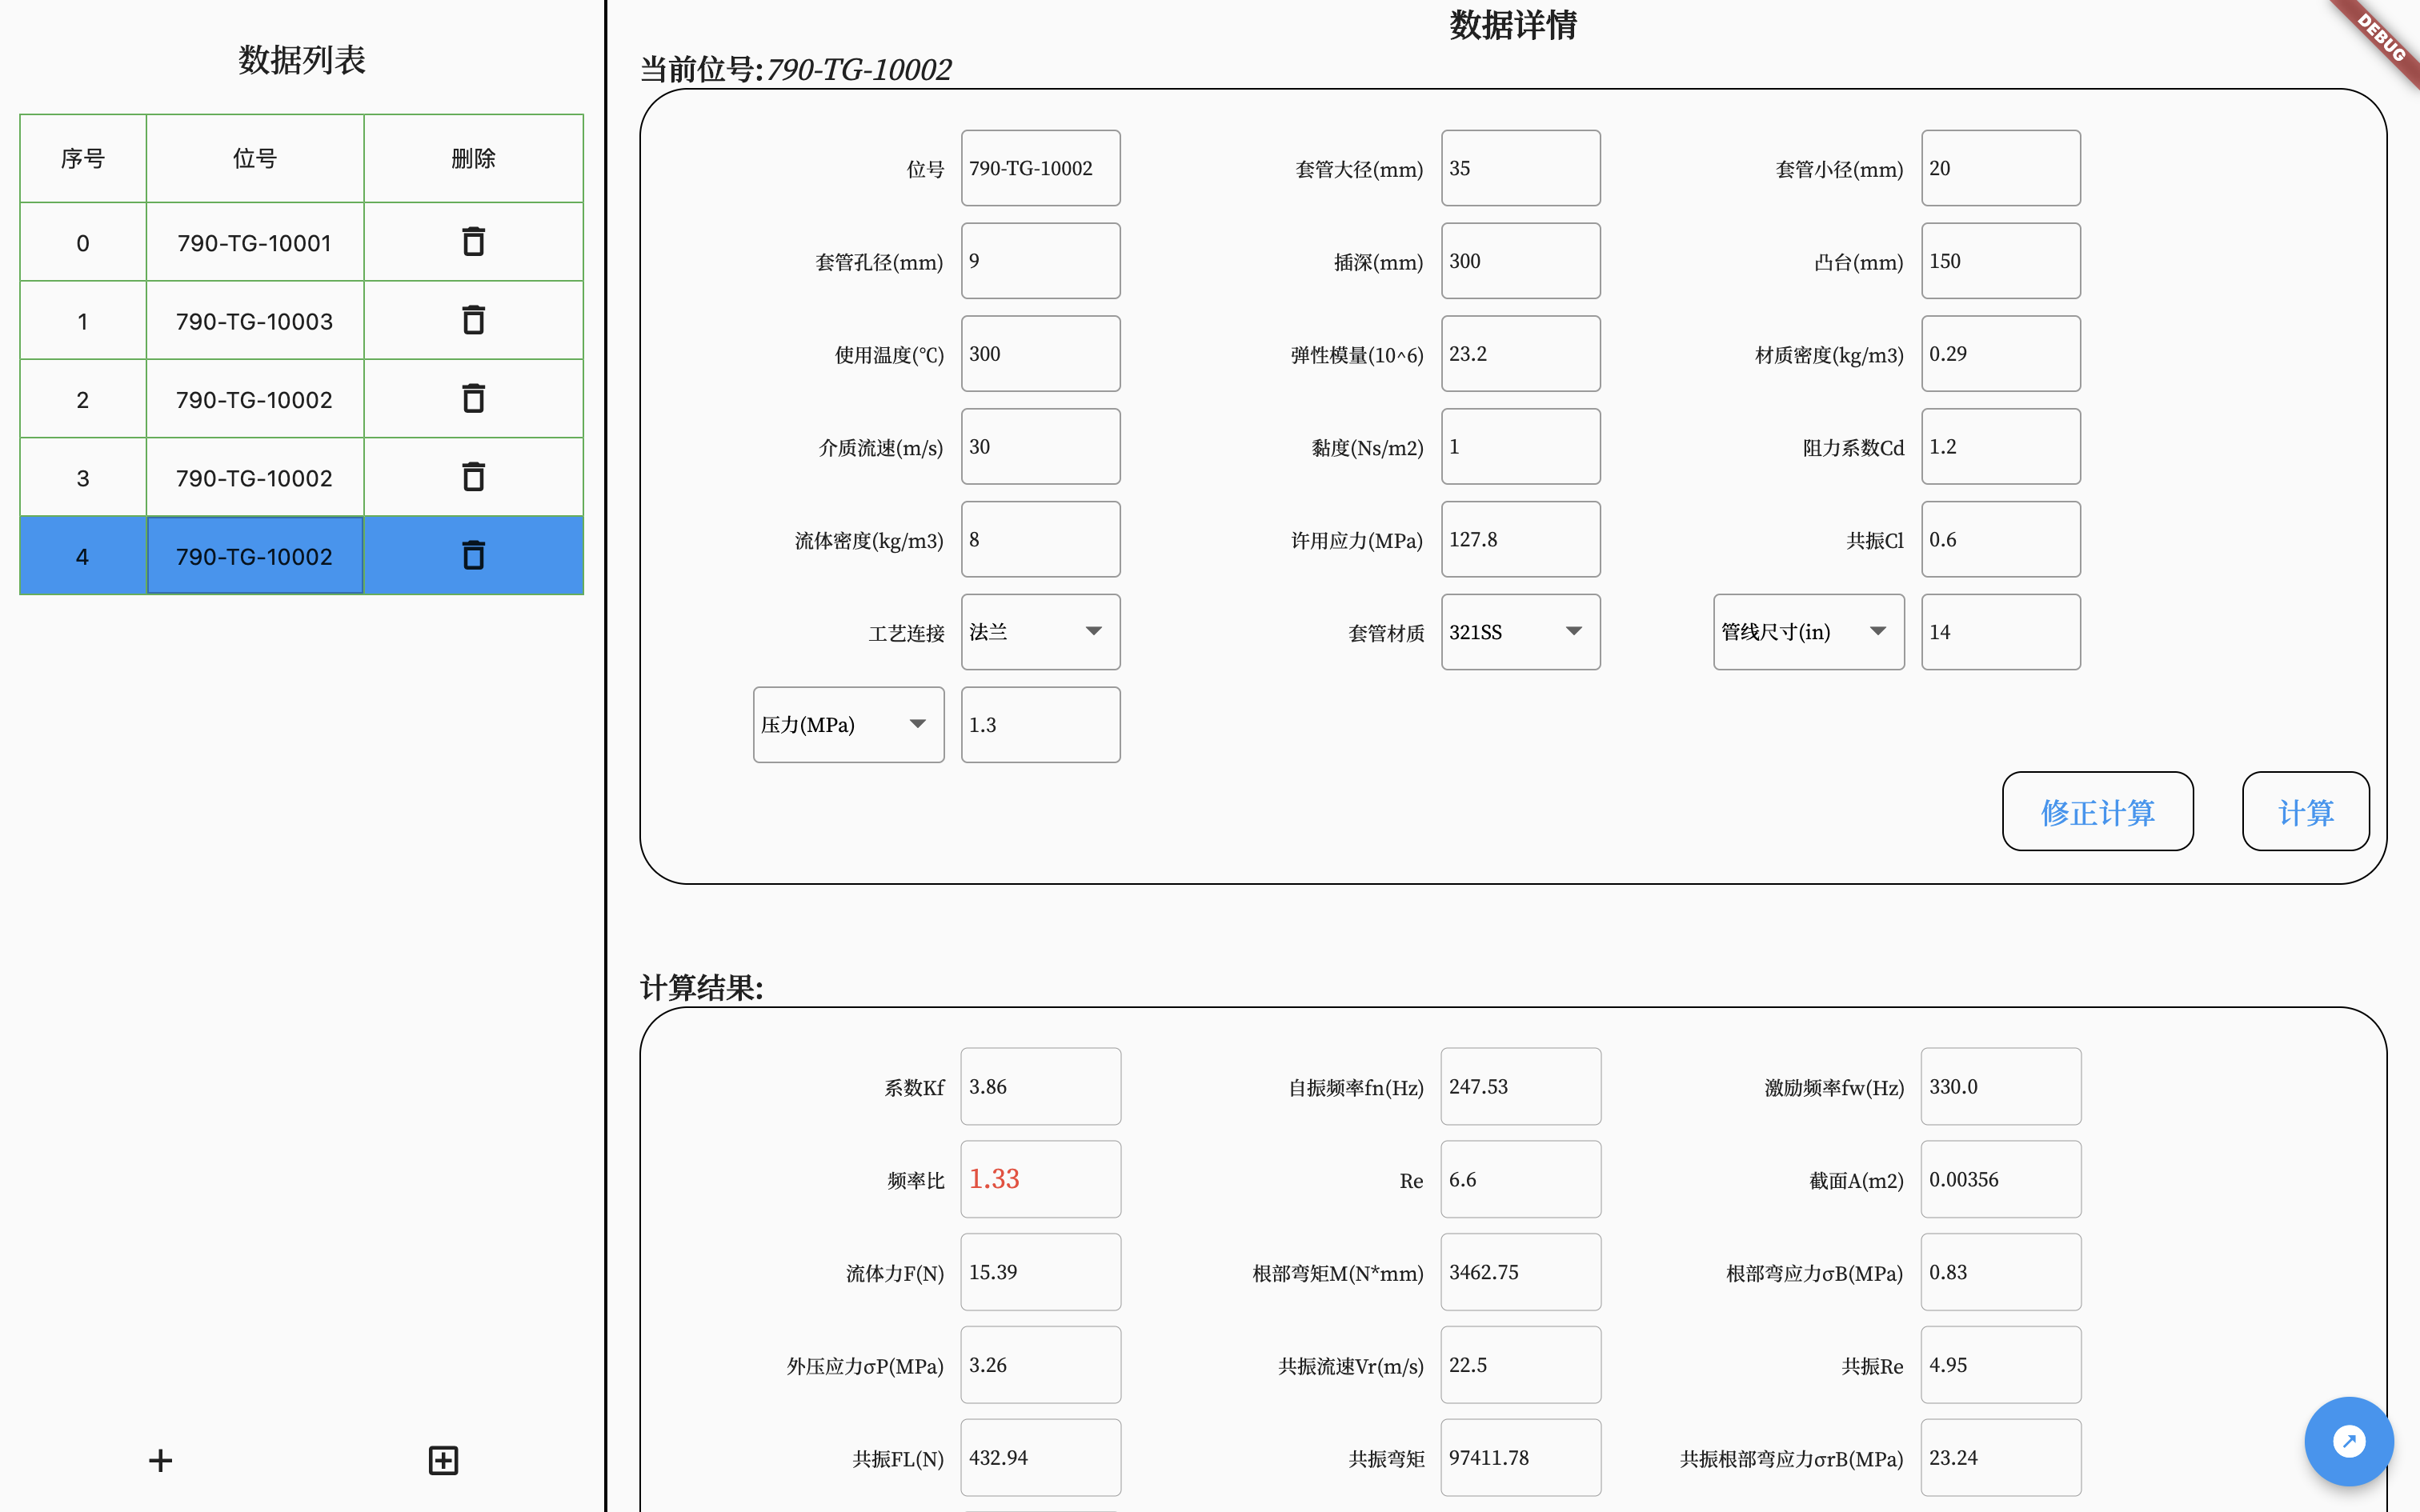 数据列表
序号 位号 删除
0 790-TG-10001
1 790-TG-10003
2 790-TG-10002
3 790-TG-10002
4 790-TG-10002
数据详情
DEBUG
当前位号:790-TG-10002
位号 790-TG-10002 套管大径(mm) 35 套管小径(mm) 20
套管孔径(mm) 9 插深(mm) 300 凸台(mm) 150
使用温度(℃) 300 弹性模量(10^6) 23.2 材质密度(kg/m3) 0.29
介质流速(m/s) 30 黏度(Ns/m2) 1 阻力系数Cd 1.2
流体密度(kg/m3) 8 许用应力(MPa) 127.8 共振Cl 0.6
工艺连接 法兰 套管材质 321SS 管线尺寸(in) 14
压力(MPa) 1.3
修正计算 计算
计算结果:
系数Kf 3.86 自振频率fn(Hz) 247.53 激励频率fw(Hz) 330.0
频率比 1.33 Re 6.6 截面A(m2) 0.00356
流体力F(N) 15.39 根部弯矩M(N*mm) 3462.75 根部弯应力σB(MPa) 0.83
外压应力σP(MPa) 3.26 共振流速Vr(m/s) 22.5 共振Re 4.95
共振FL(N) 432.94 共振弯矩 97411.78 共振根部弯应力σrB(MPa) 23.24